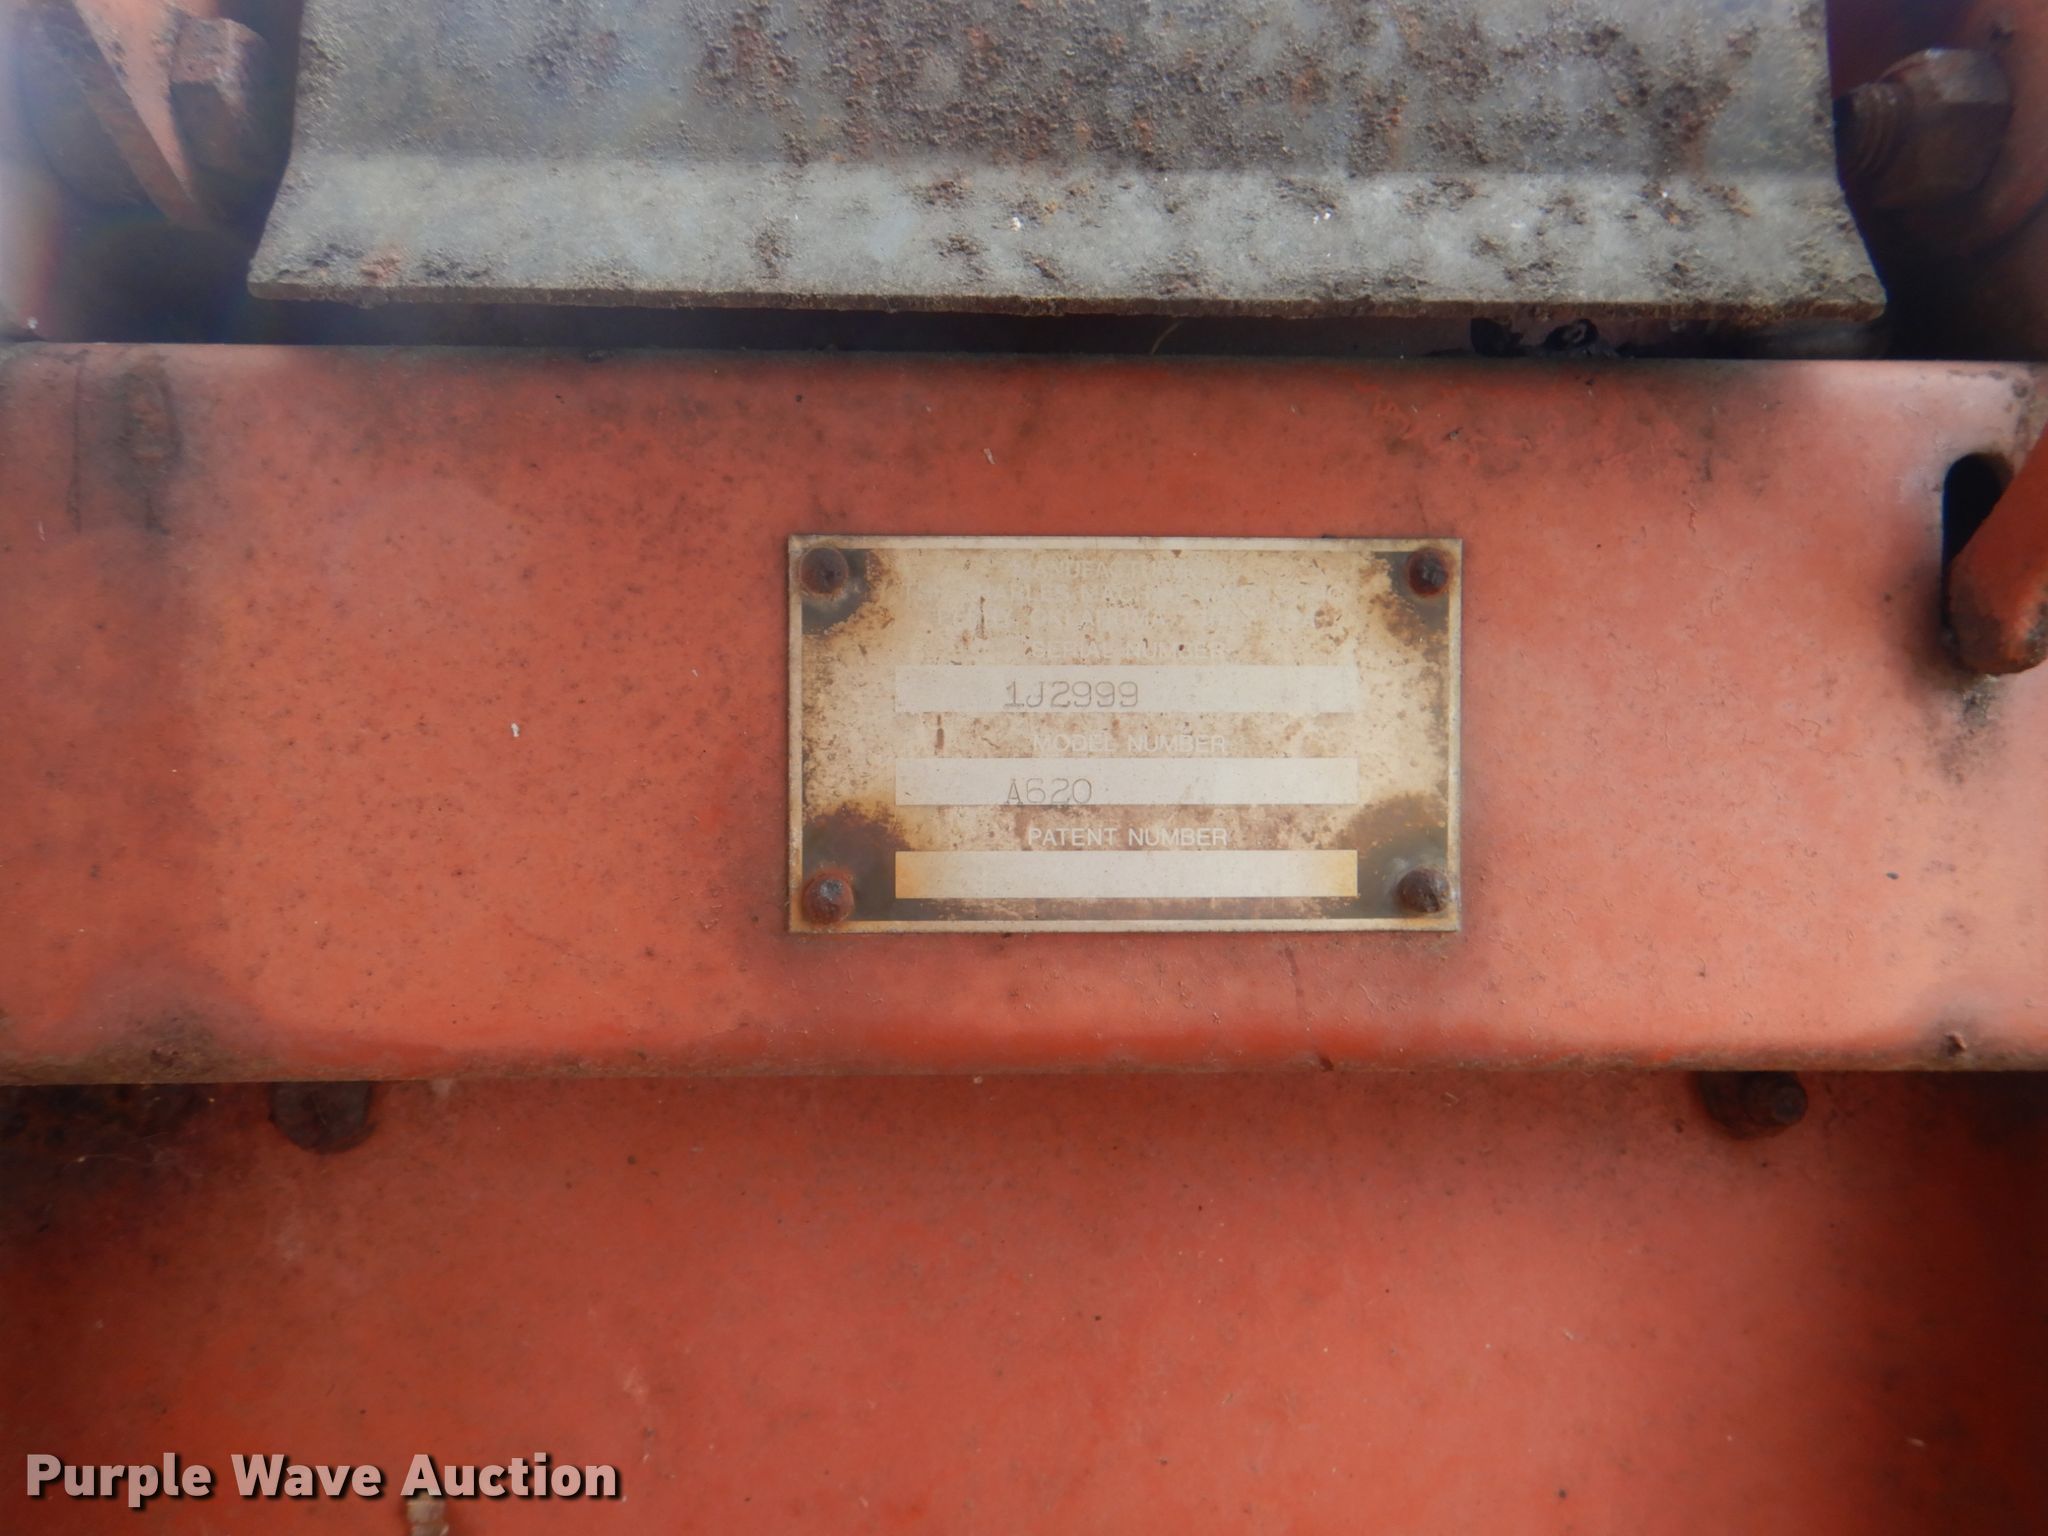 SERIAL NUMBER
1J2999
MODEL NUMBER
A620
PATENT NUMBER
Purple Wave Auction